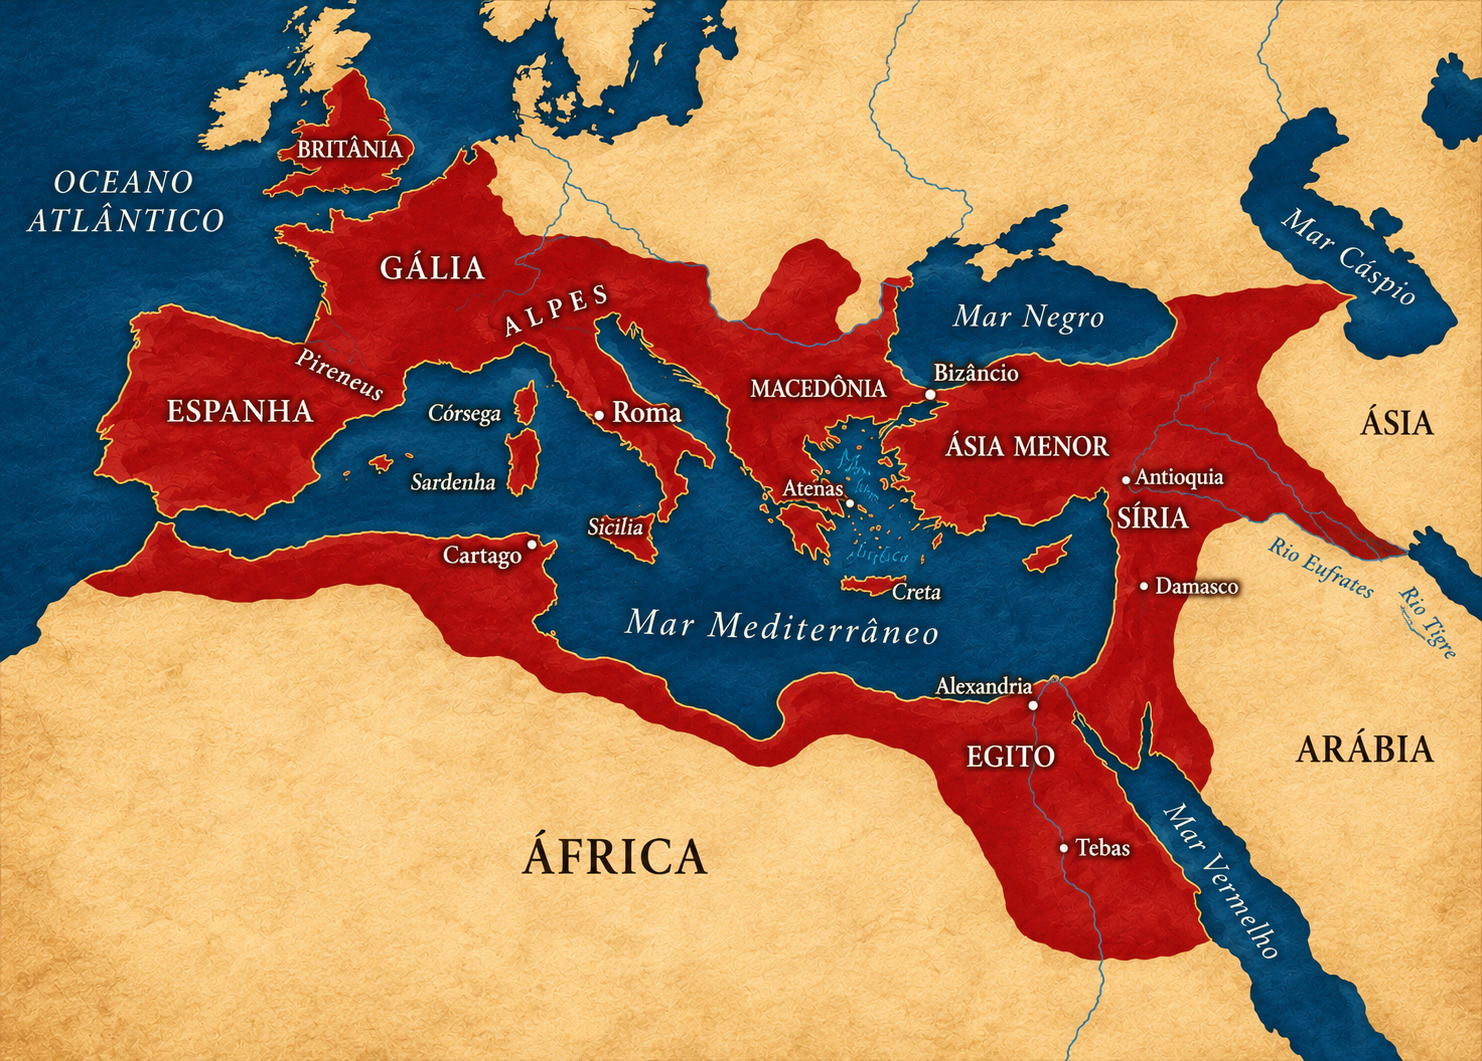 BRITÂNIA
OCEANO
ATLÂNTICO
GÁLIA
ALPES
Mar Cáspio
Mar Negro
Pireneus
Bizâncio
MACEDÔNIA
ESPANHA
Córsega
Roma
ÁSIA
ÁSIA MENOR
Sardenha
Atenas
Antioquia
SÍRIA
Sicilia
Cartago
Rio Eufrates
Damasco
Creta
Rio Tigre
Mar Mediterrâneo
Alexandria
EGITO
ARÁBIA
Mar Vermelho
ÁFRICA
Tebas